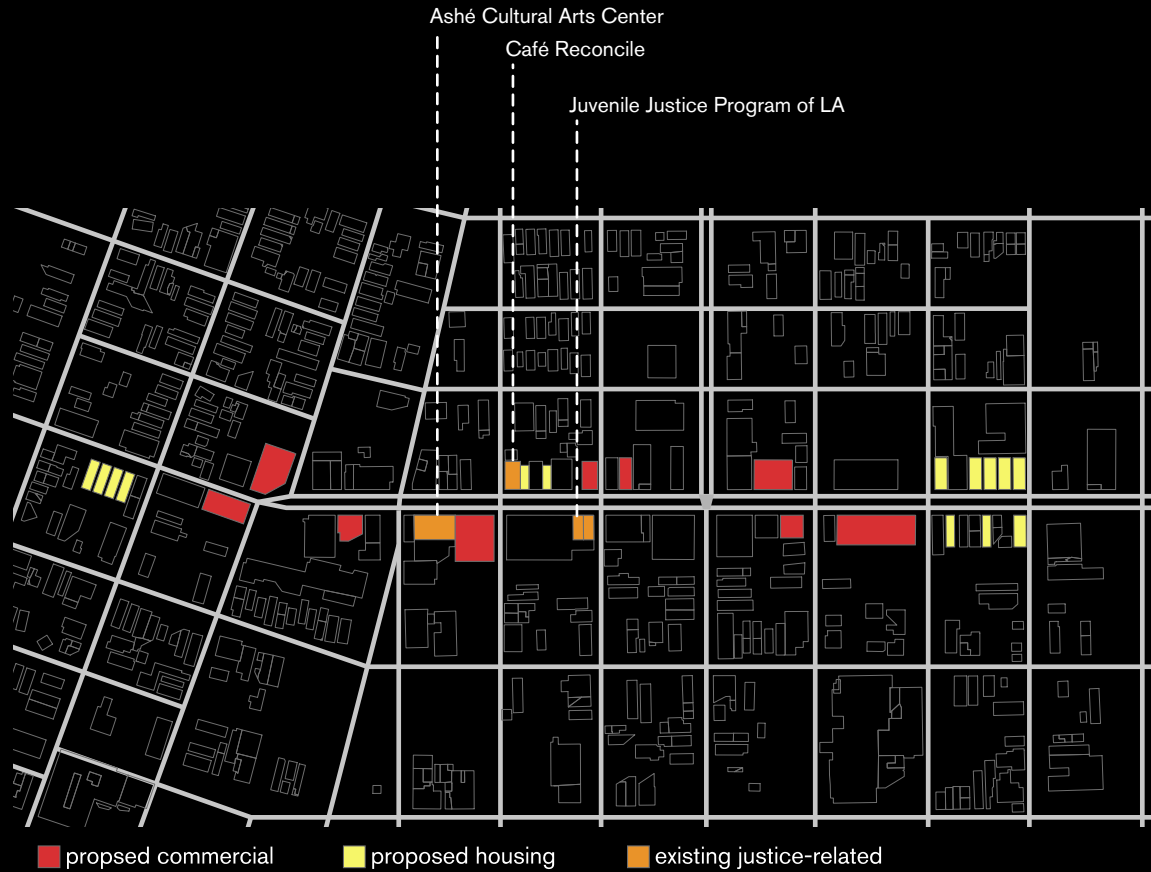 Ashé Cultural Arts Center
Café Reconcile
Juvenile Justice Program of LA
propsed commercial
proposed housing
existing justice-related